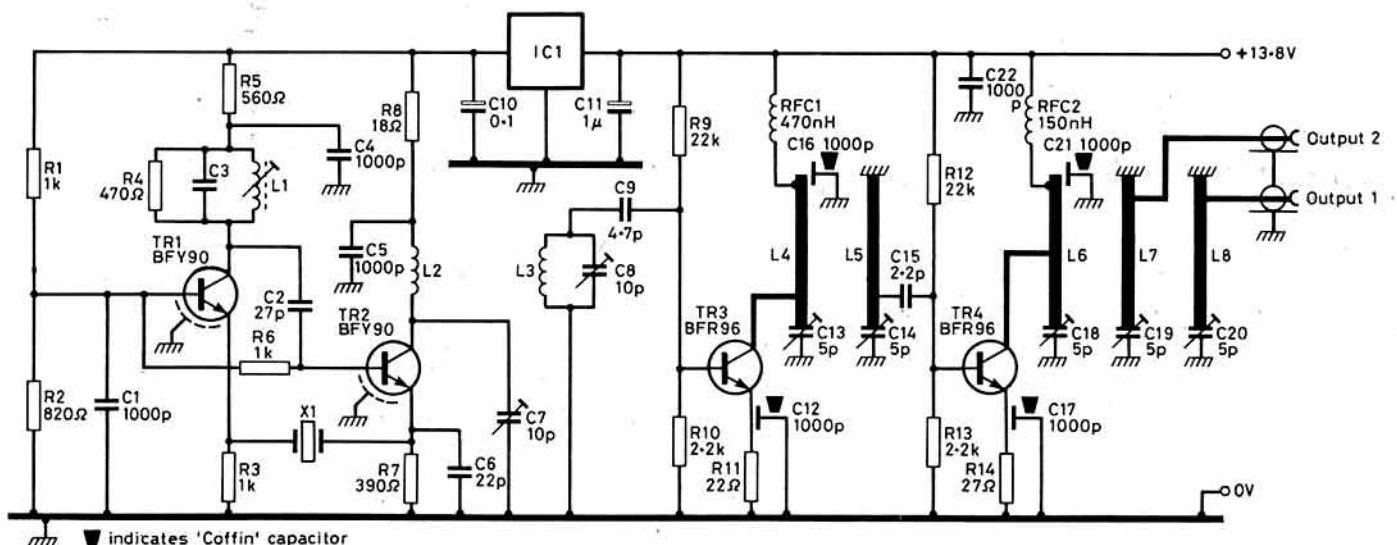 R1
1k
R2
820Ω
C1
1000p
R5
560Ω
R4
470Ω
C3
L1
C4
1000p
TR1
BFY90
C2
27p
R6
1k
R3
1k
X1
R8
18Ω
C5
1000p
L2
TR2
BFY90
R7
390Ω
C6
22p
C7
10p
C10
0·1
IC1
C11
1μ
L3
C8
10p
C9
4·7p
R9
22k
R10
2·2k
TR3
BFR96
R11
22Ω
C12
1000p
RFC1
470nH
C16 1000p
L4
C13
5p
L5
C14
5p
C15
2·2p
R12
22k
R13
2·2k
C22
1000
p
RFC2
150nH
C21 1000p
TR4
BFR96
R14
27Ω
C17
1000p
L6
C18
5p
L7
C19
5p
L8
C20
5p
+13·8V
Output 2
Output 1
0V
indicates 'Coffin' capacitor